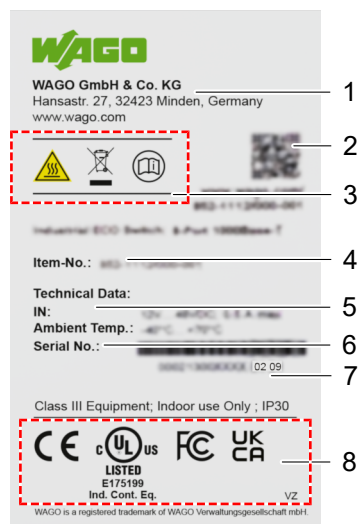 WAGO
WAGO GmbH & Co. KG
Hansastr. 27, 32423 Minden, Germany
www.wago.com
1
2
3
Industrial ECO Switch;
Item-No.:
4
Technical Data:
IN:
5
Ambient Temp.:
Serial No.:
6
02 09
7
Class III Equipment; Indoor use Only ; IP30
CE c UL us FC UK CA
LISTED
E175199
Ind. Cont. Eq.
VZ
8
WAGO is a registered trademark of WAGO Verwaltungsgesellschaft mbH.